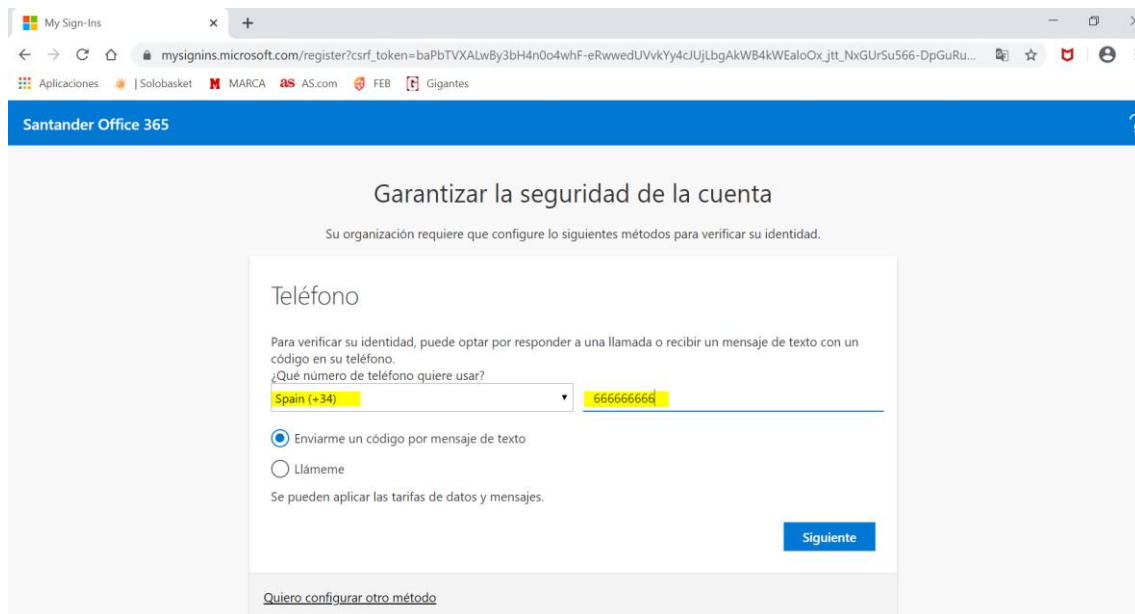 My Sign-Ins
mysignins.microsoft.com/register?csrf_token=baPbTVXALwBy3bH4n0o4whF-eRwwedUVvkYy4cJUjLbgAkWB4kWEaloOx_jtt_NxGUrSu566-DpGuRu...
Aplicaciones | Solobasket MARCA as AS.com FEB Gigantes
Santander Office 365 ?
Garantizar la seguridad de la cuenta
Su organización requiere que configure lo siguientes métodos para verificar su identidad.
Teléfono
Para verificar su identidad, puede optar por responder a una llamada o recibir un mensaje de texto con un
código en su teléfono.
¿Qué número de teléfono quiere usar?
Spain (+34) 666666666
Enviarme un código por mensaje de texto
Llámeme
Se pueden aplicar las tarifas de datos y mensajes.
Siguiente
Quiero configurar otro método